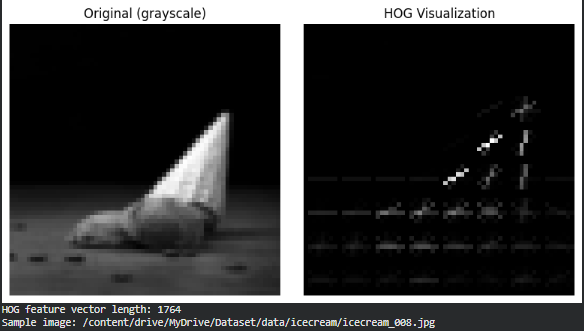 Original (grayscale)
HOG Visualization
HOG feature vector length: 1764
Sample image: /content/drive/MyDrive/Dataset/data/icecream/icecream_008.jpg